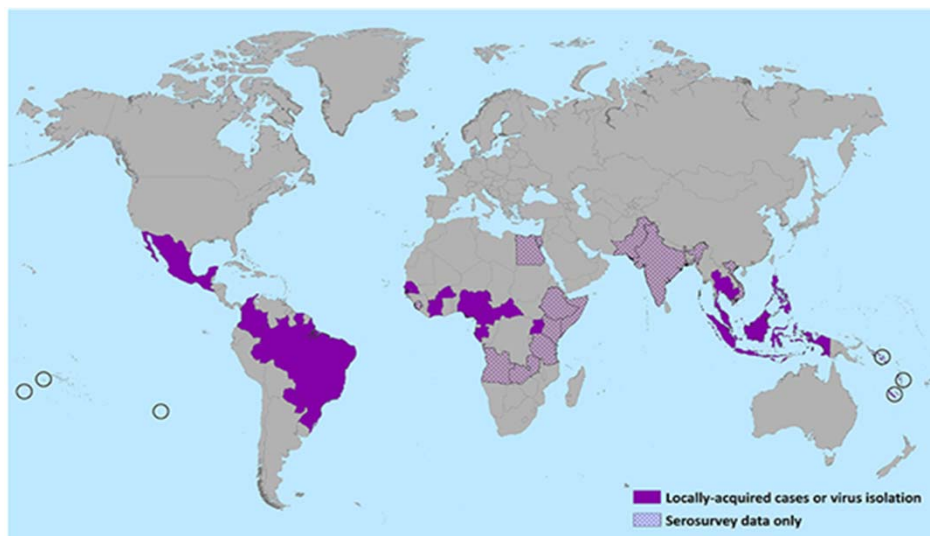 Locally-acquired cases or virus isolation
Serosurvey data only